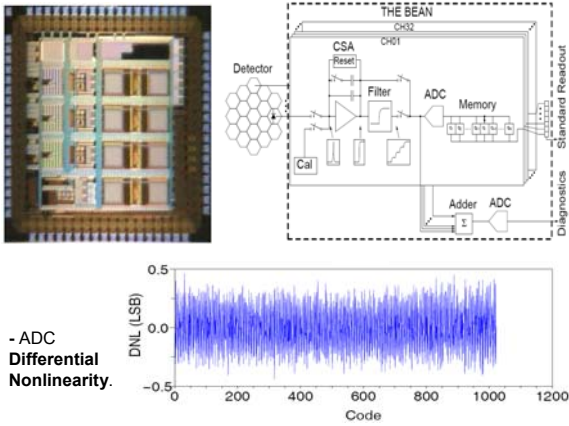 THE BEAN
CH32
CH01
CSA
Reset
Detector
Filter
ADC
Memory
Cal
Standard Readout
Adder
ADC
Σ
Diagnostics
- ADC
Differential
Nonlinearity.
DNL (LSB)
0.5
0.0
−0.5
0
200
400
600
800
1000
1200
Code